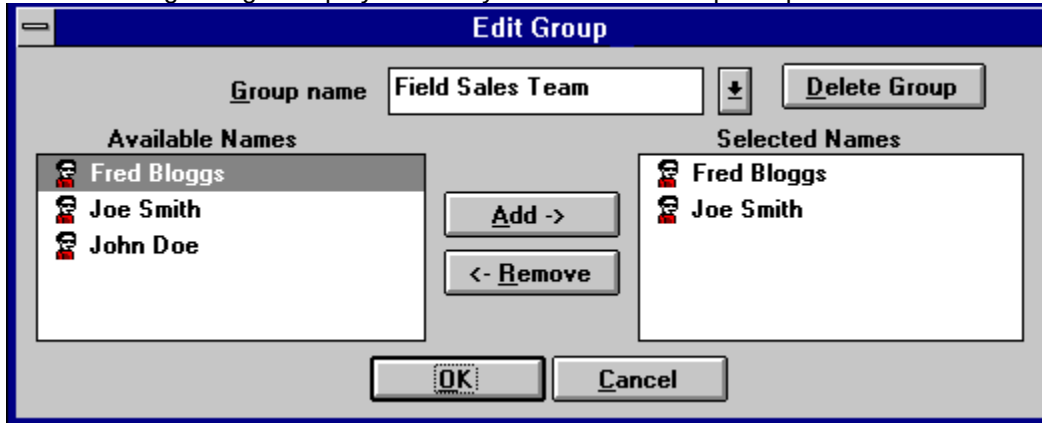 Edit Group
Group name Field Sales Team Delete Group
Available Names Selected Names
Fred Bloggs Fred Bloggs
Joe Smith Joe Smith
John Doe
Add ->
<- Remove
OK Cancel